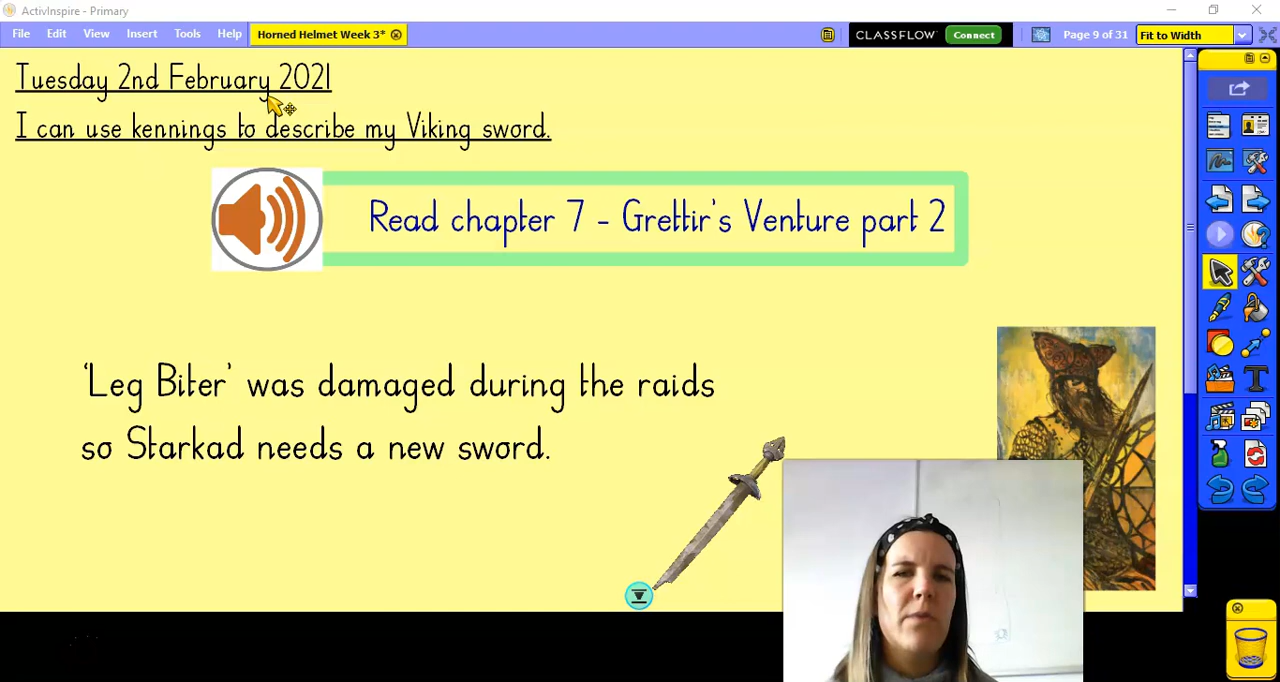 ActivInspire - Primary
File Edit View Insert Tools Help Horned Helmet Week 3* CLASSFLOW Connect Page 9 of 31 Fit to Width
Tuesday 2nd February 2021
I can use kennings to describe my Viking sword.
Read chapter 7 - Grettir's Venture part 2
'Leg Biter' was damaged during the raids
so Starkad needs a new sword.